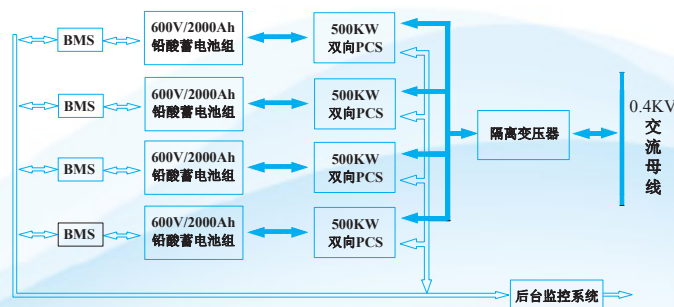 BMS
600V/2000Ah
铅酸蓄电池组
500KW
双向PCS
BMS
600V/2000Ah
铅酸蓄电池组
500KW
双向PCS
隔离变压器
0.4KV
交
流
母
线
BMS
600V/2000Ah
铅酸蓄电池组
500KW
双向PCS
BMS
600V/2000Ah
铅酸蓄电池组
500KW
双向PCS
后台监控系统